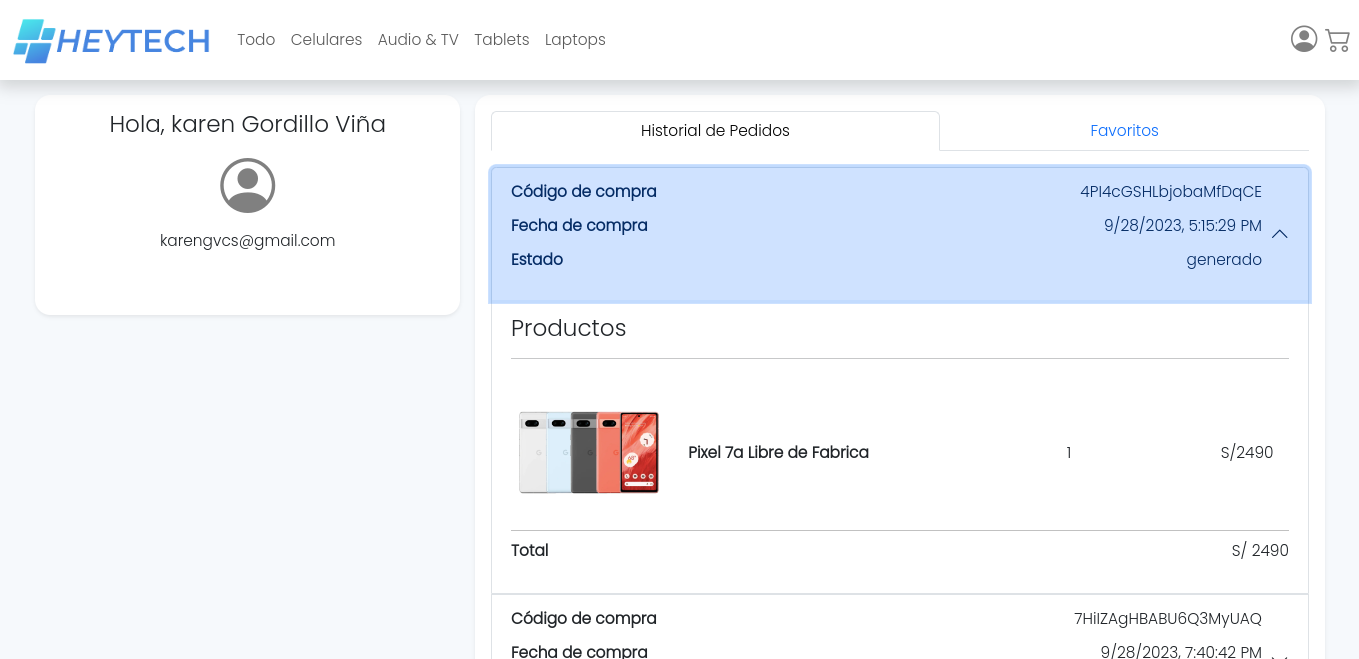 HEYTECH Todo Celulares Audio & TV Tablets Laptops
Hola, karen Gordillo Viña
karengvcs@gmail.com
Historial de Pedidos Favoritos
Código de compra 4PI4cGSHLbjobaMfDqCE
Fecha de compra 9/28/2023, 5:15:29 PM
Estado generado
Productos
Pixel 7a Libre de Fabrica 1 S/2490
Total S/ 2490
Código de compra 7HiIZAgHBABU6Q3MyUAQ
Fecha de compra 9/28/2023, 7:40:42 PM